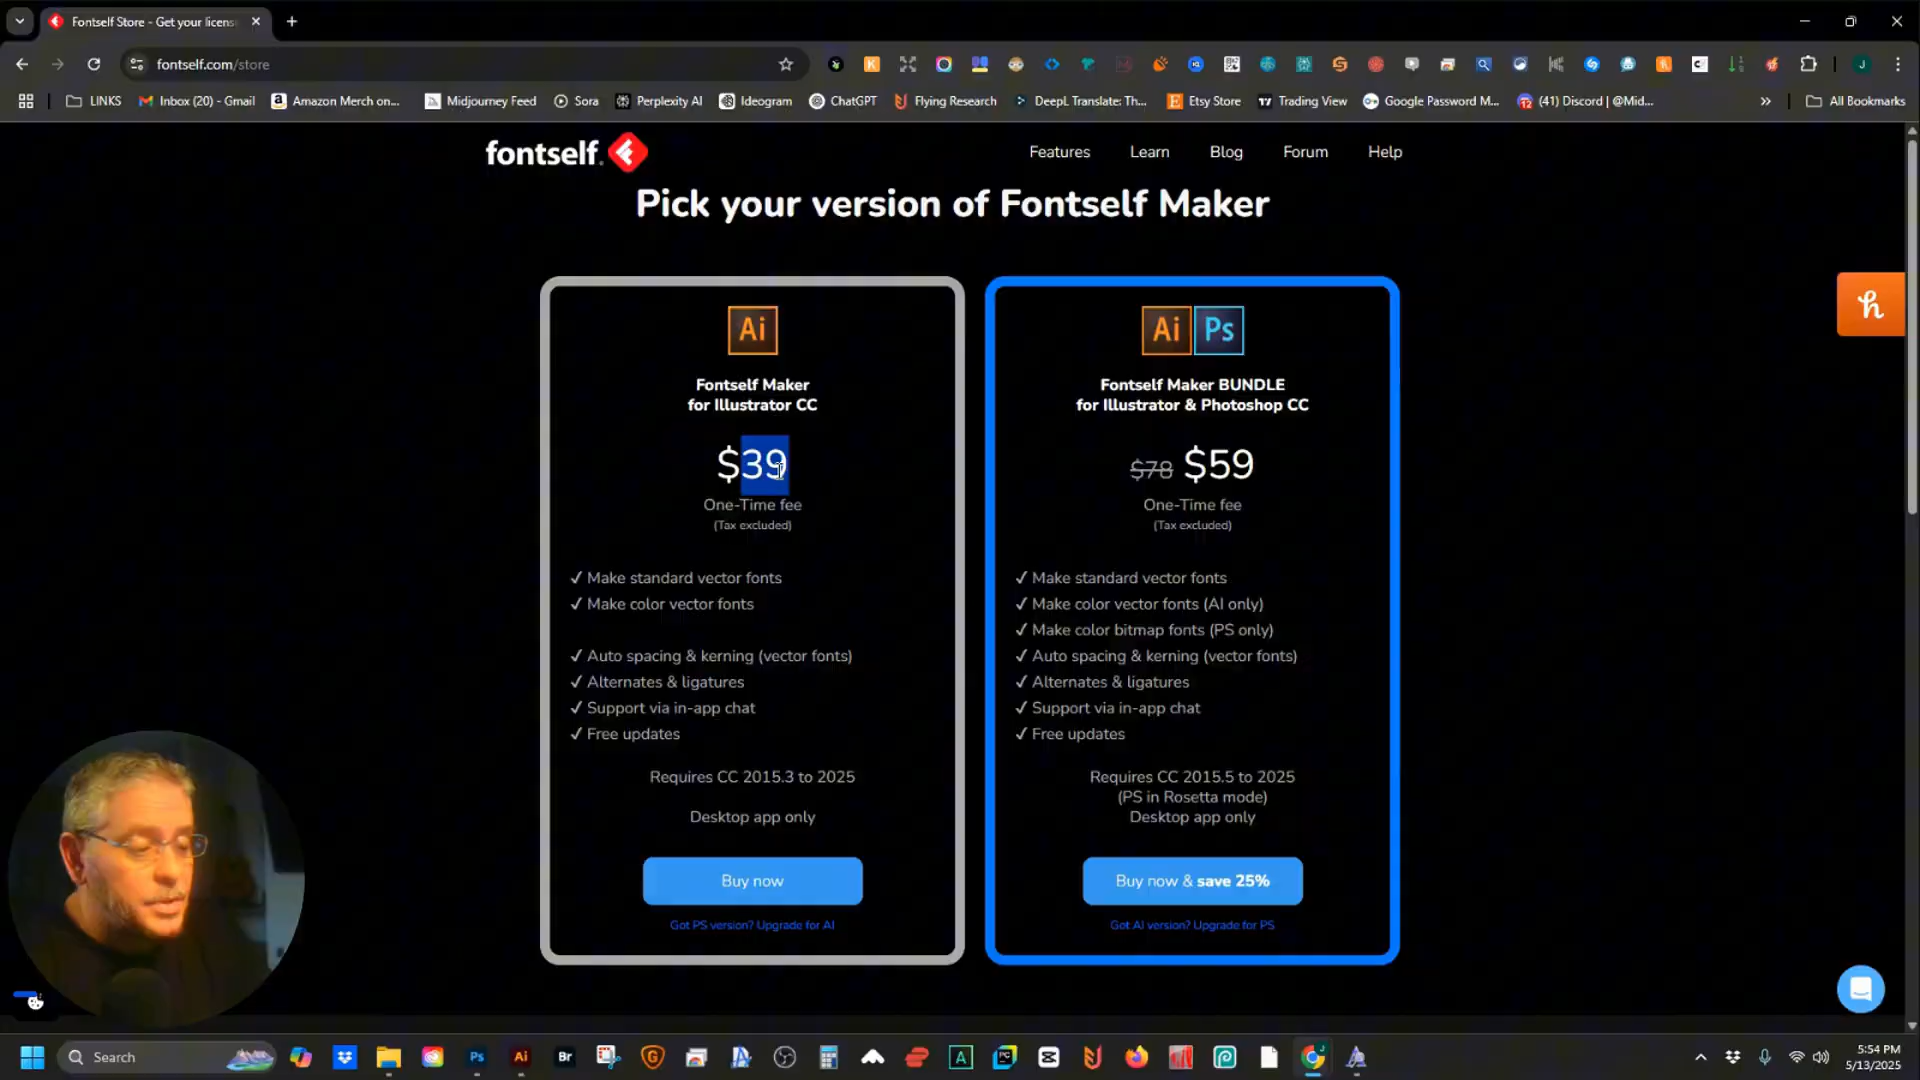 Fontself Store - Get your licens
fontself.com/store
LINKS
Inbox (20) - Gmail
Amazon Merch on...
Midjourney Feed
Sora
Perplexity AI
Ideogram
ChatGPT
Flying Research
DeepL Translate: Th...
Etsy Store
Trading View
Google Password M...
(41) Discord | @Mid...
All Bookmarks
fontself.
Features
Learn
Blog
Forum
Help
Pick your version of Fontself Maker
Ai
Fontself Maker
for Illustrator CC
$39
One-Time fee
(Tax excluded)
✓ Make standard vector fonts
✓ Make color vector fonts
✓ Auto spacing & kerning (vector fonts)
✓ Alternates & ligatures
✓ Support via in-app chat
✓ Free updates
Requires CC 2015.3 to 2025
Desktop app only
Buy now
Got PS version? Upgrade for AI
Ai Ps
Fontself Maker BUNDLE
for Illustrator & Photoshop CC
$78 $59
One-Time fee
(Tax excluded)
✓ Make standard vector fonts
✓ Make color vector fonts (AI only)
✓ Make color bitmap fonts (PS only)
✓ Auto spacing & kerning (vector fonts)
✓ Alternates & ligatures
✓ Support via in-app chat
✓ Free updates
Requires CC 2015.5 to 2025
(PS in Rosetta mode)
Desktop app only
Buy now & save 25%
Got AI version? Upgrade for PS
h
Search
Ps
Ai
Br
5:54 PM
5/13/2025